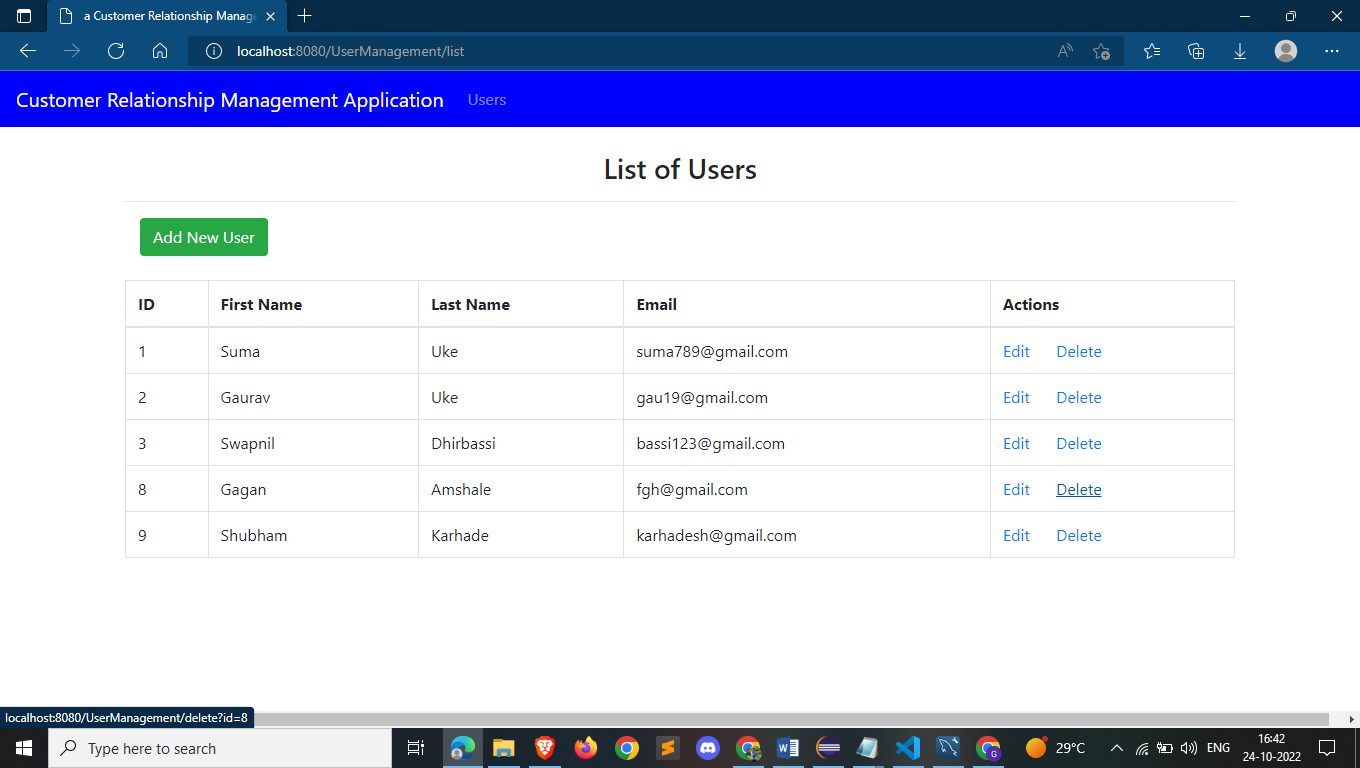 a Customer Relationship Manage
localhost:8080/UserManagement/list
Customer Relationship Management Application Users
List of Users
Add New User
ID First Name Last Name Email Actions
1 Suma Uke suma789@gmail.com Edit Delete
2 Gaurav Uke gau19@gmail.com Edit Delete
3 Swapnil Dhirbassi bassi123@gmail.com Edit Delete
8 Gagan Amshale fgh@gmail.com Edit Delete
9 Shubham Karhade karhadesh@gmail.com Edit Delete
localhost:8080/UserManagement/delete?id=8
Type here to search
29°C
ENG
16:42
24-10-2022